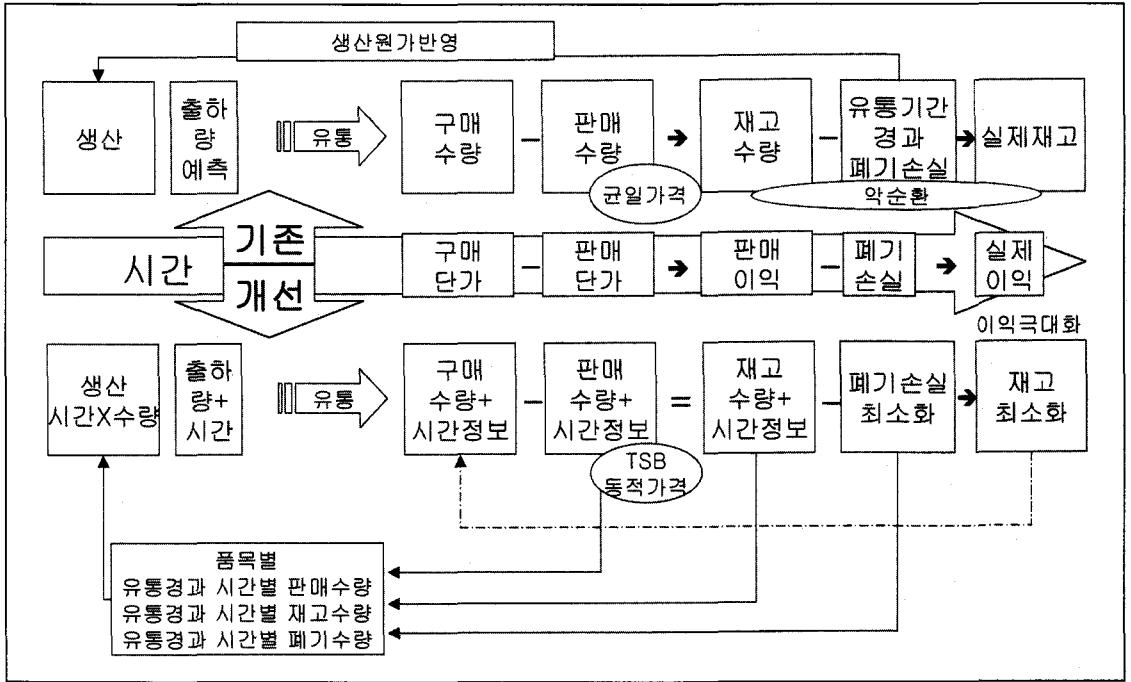 생산원가반영
생산
출하
량
예측
유통
구매
수량
−
판매
수량
➔
재고
수량
−
유통기간
경과
폐기손실
➔
실제재고
균일가격
악순환
시간
기존
개선
구매
단가
−
판매
단가
➔
판매
이익
−
폐기
손실
➔
실제
이익
이익극대화
생산
시간X수량
출하
량+
시간
유통
구매
수량+
시간정보
−
판매
수량+
시간정보
=
재고
수량+
시간정보
−
폐기손실
최소화
➔
재고
최소화
TSB
동적가격
품목별
유통경과 시간별 판매수량
유통경과 시간별 재고수량
유통경과 시간별 폐기수량